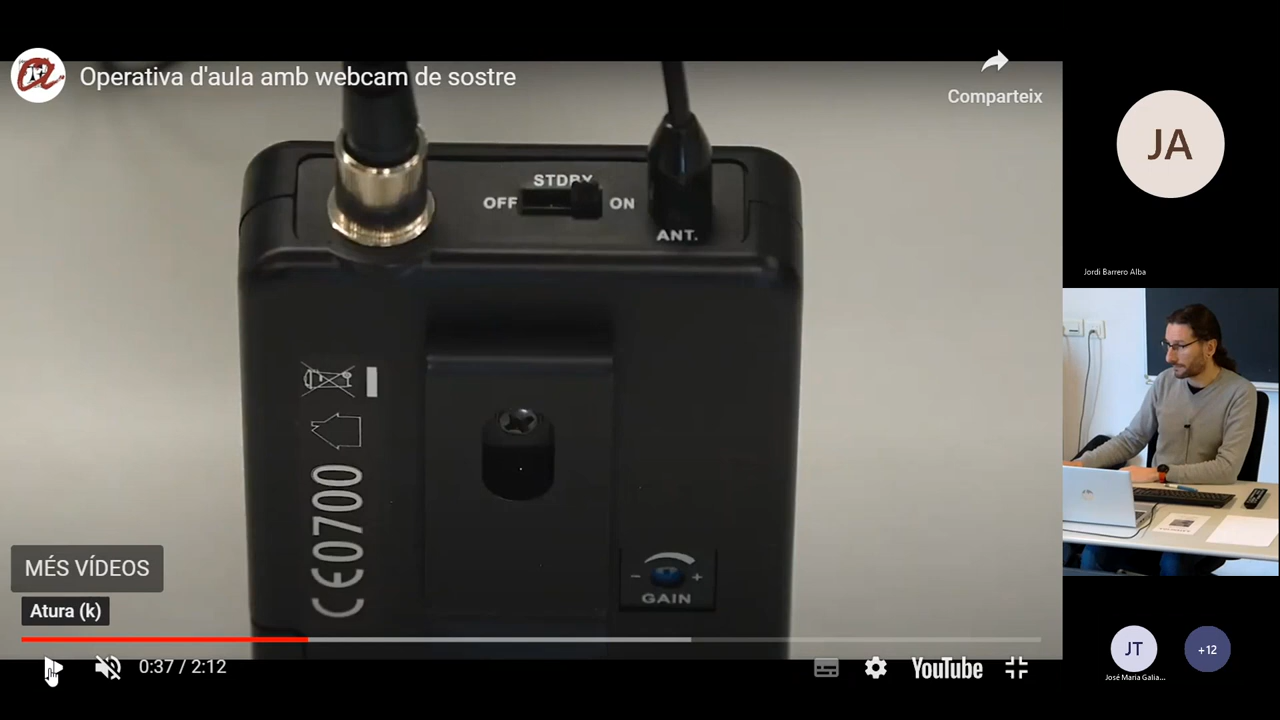 Operativa d'aula amb webcam de sostre
Comparteix
STDBY
OFF
ON
ANT.
CE0700
GAIN
MÉS VÍDEOS
Atura (k)
0:37 / 2:12
YouTube
JA
Jordi Barrero Alba
JT
José Maria Galia...
+12